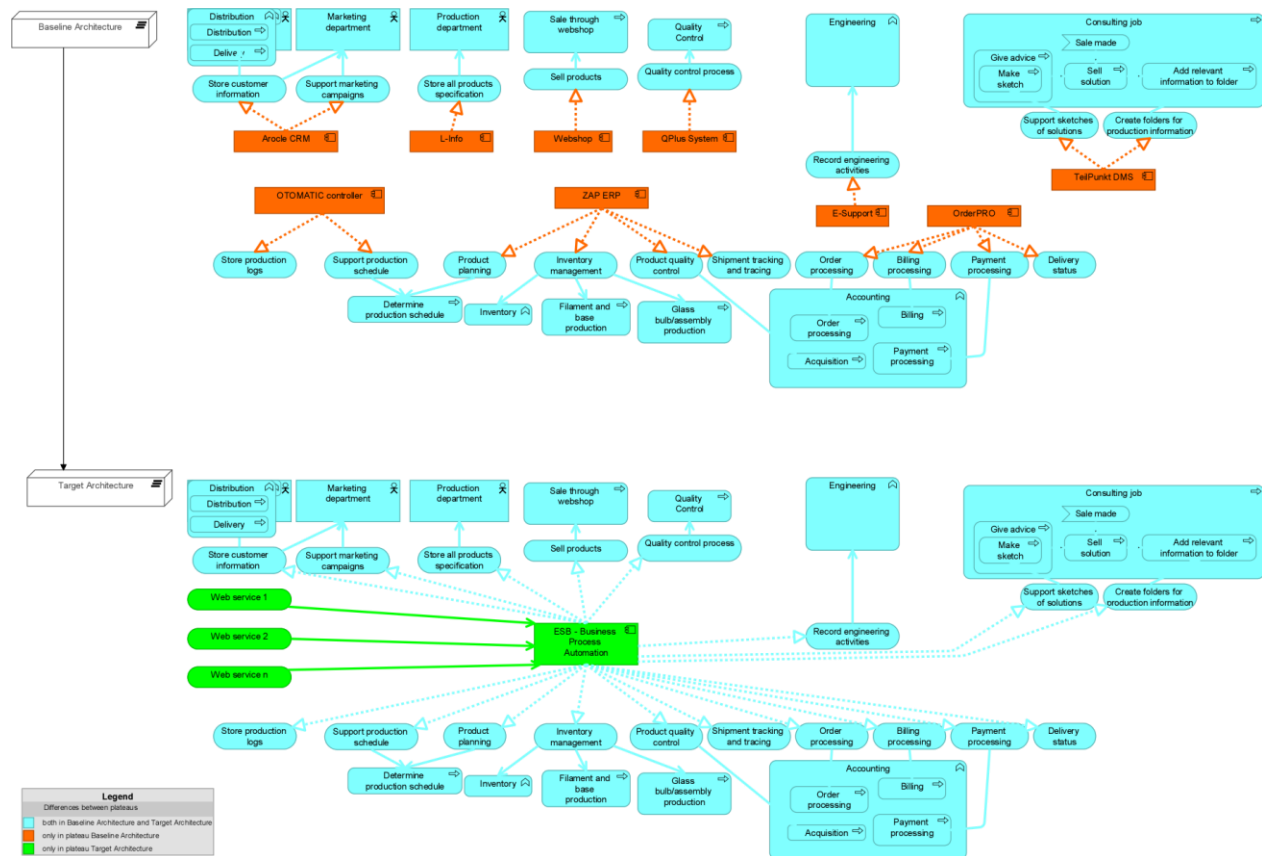 Baseline Architecture
Distribution
Distribution
Delivery
Marketing
department
Production
department
Sale through
webshop
Quality
Control
Engineering
Consulting job
Sale made
Give advice
Make
sketch
Sell
solution
Add relevant
information to folder
Store customer
information
Support marketing
campaigns
Store all products
specification
Sell products
Quality control process
Support sketches
of solutions
Create folders for
production information
Arocle CRM
L-Info
Webshop
QPlus System
Record engineering
activities
TeilPunkt DMS
OTOMATIC controller
ZAP ERP
E-Support
OrderPRO
Store production
logs
Support production
schedule
Product
planning
Inventory
management
Product quality
control
Shipment tracking
and tracing
Order
processing
Billing
processing
Payment
processing
Delivery
status
Determine
production schedule
Inventory
Filament and
base
production
Glass
bulb/assembly
production
Accounting
Order
processing
Billing
Acquisition
Payment
processing
Target Architecture
Distribution
Distribution
Delivery
Marketing
department
Production
department
Sale through
webshop
Quality
Control
Engineering
Consulting job
Sale made
Give advice
Make
sketch
Sell
solution
Add relevant
information to folder
Store customer
information
Support marketing
campaigns
Store all products
specification
Sell products
Quality control process
Support sketches
of solutions
Create folders for
production information
Web service 1
Web service 2
Web service n
ESB - Business
Process
Automation
Record engineering
activities
Store production
logs
Support production
schedule
Product
planning
Inventory
management
Product quality
control
Shipment tracking
and tracing
Order
processing
Billing
processing
Payment
processing
Delivery
status
Determine
production schedule
Inventory
Filament and
base
production
Glass
bulb/assembly
production
Accounting
Order
processing
Billing
Acquisition
Payment
processing
Legend
Differences between plateaus
both in Baseline Architecture and Target Architecture
only in plateau Baseline Architecture
only in plateau Target Architecture